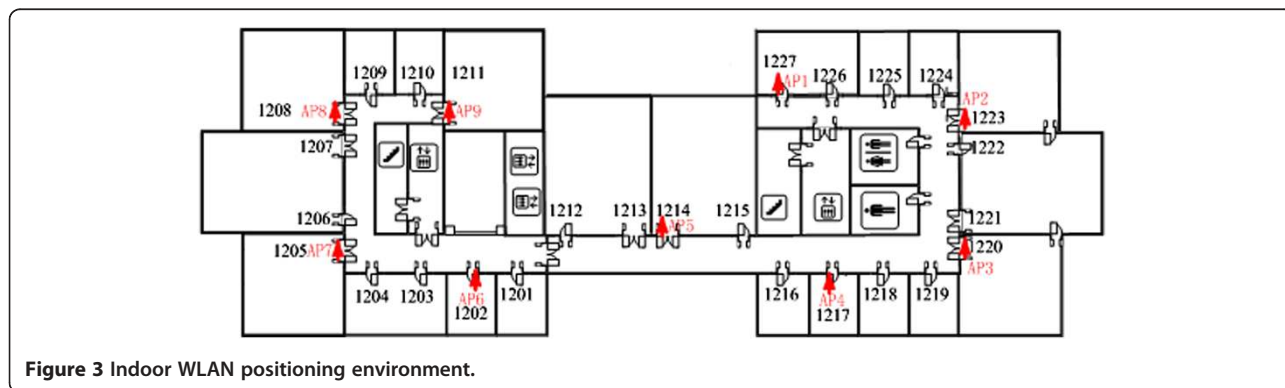 1227
AP1
1209 1210 1211
1226 1225 1224
1208 AP8 AP9
AP2
1223
1207
1222
1206
1212 1213 1214 1215
1221
AP5
1205 AP7
1220
AP3
1204 1203 AP6 1201
1202
1216 AP4 1218 1219
1217
Figure 3 Indoor WLAN positioning environment.